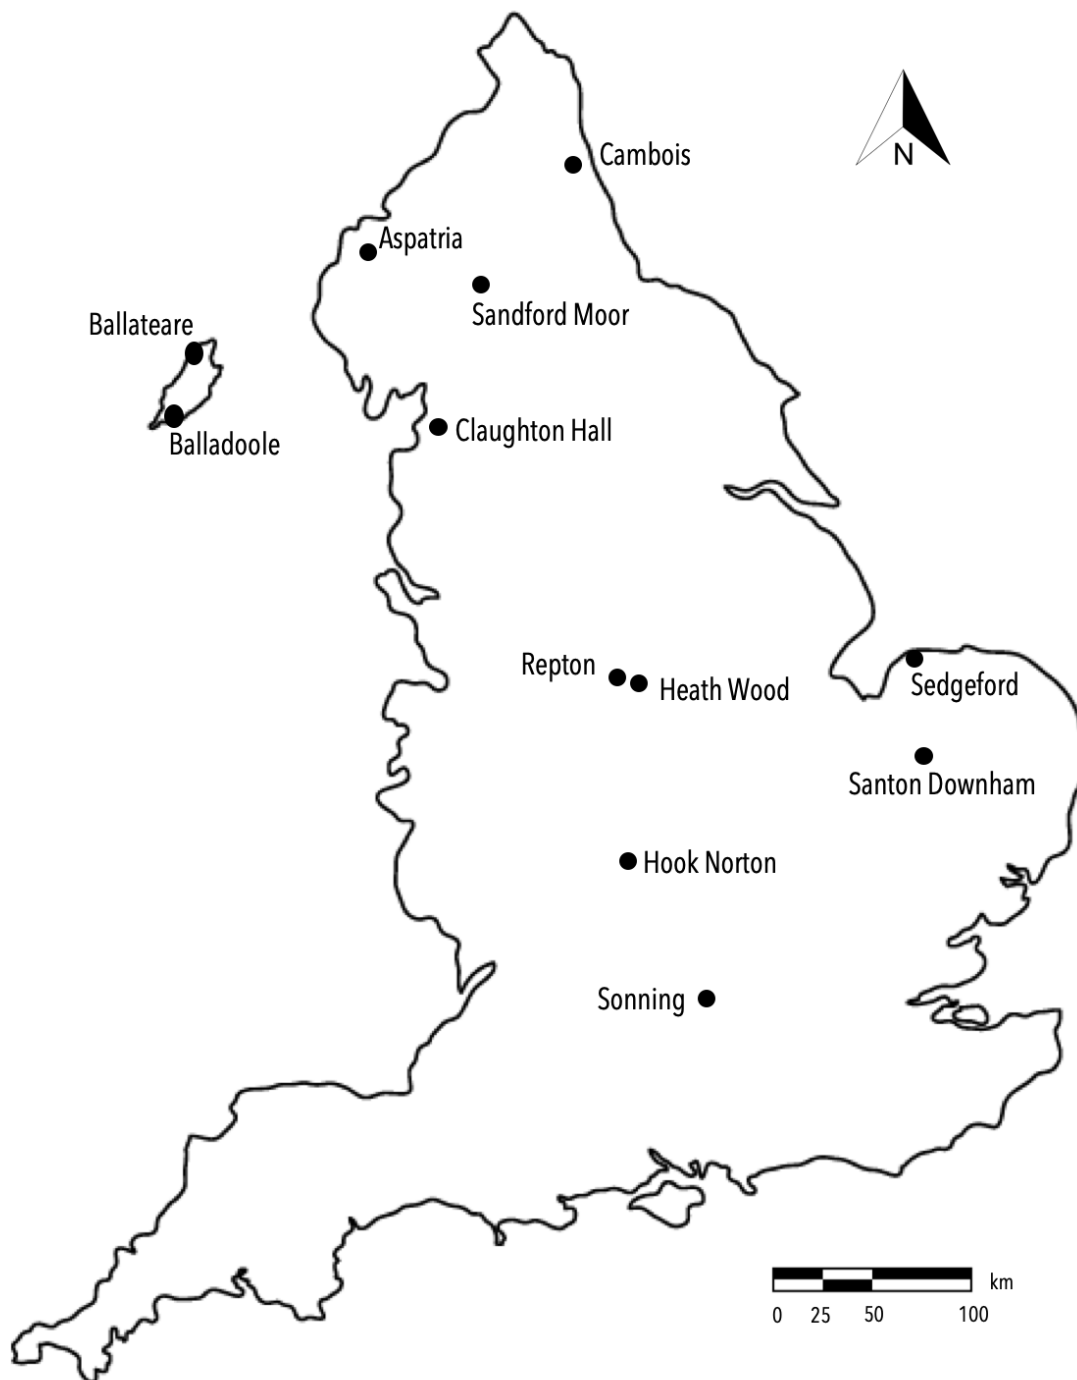 Cambois
N
Aspatria
Sandford Moor
Ballateare
Balladoole
Claughton Hall
Repton
Heath Wood
Sedgeford
Santon Downham
Hook Norton
Sonning
km
0 25 50 100